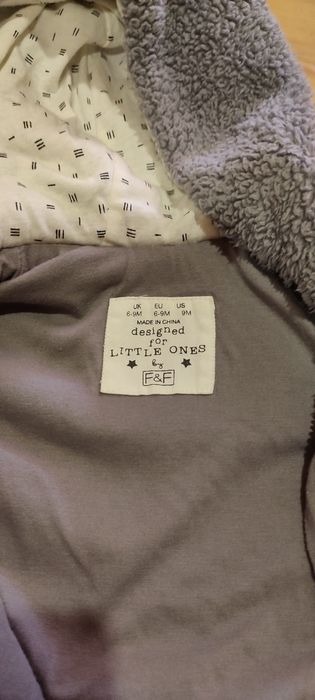 UK EU US
6-9M 6-9M 9M
MADE IN CHINA
designed
for
LITTLE ONES
by
F&F